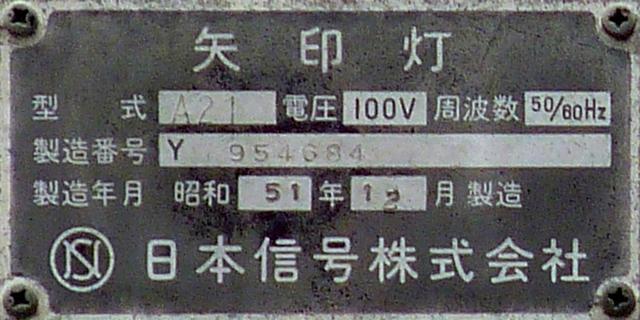 矢印灯
型式 A21 電圧 100V 周波数 50/60Hz
製造番号 Y 954684
製造年月 昭和 51 年 12 月 製造
NS 日本信号株式会社